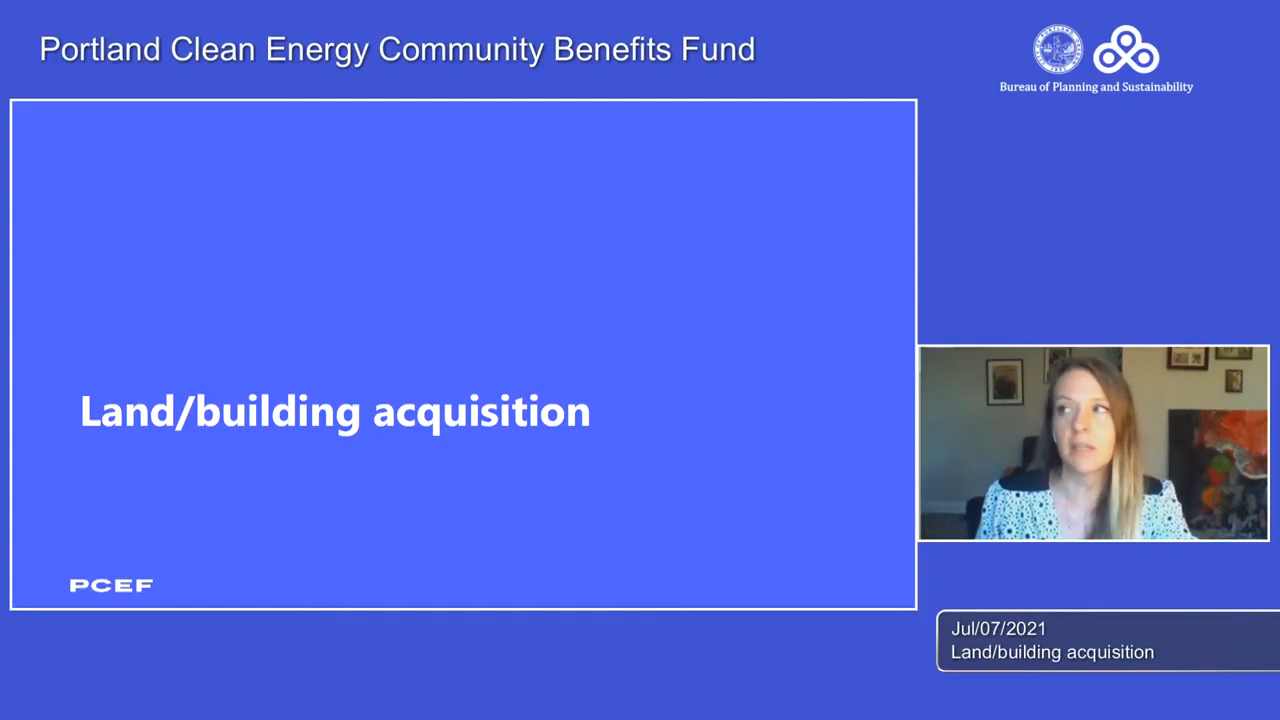 Portland Clean Energy Community Benefits Fund
Bureau of Planning and Sustainability
Land/building acquisition
PCEF
Jul/07/2021
Land/building acquisition